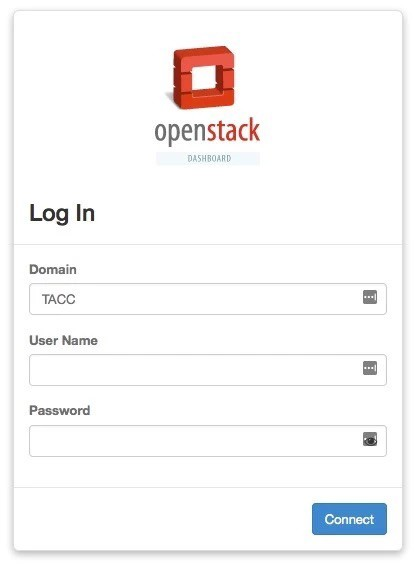 openstack
DASHBOARD
Log In
Domain
TACC
User Name
Password
Connect